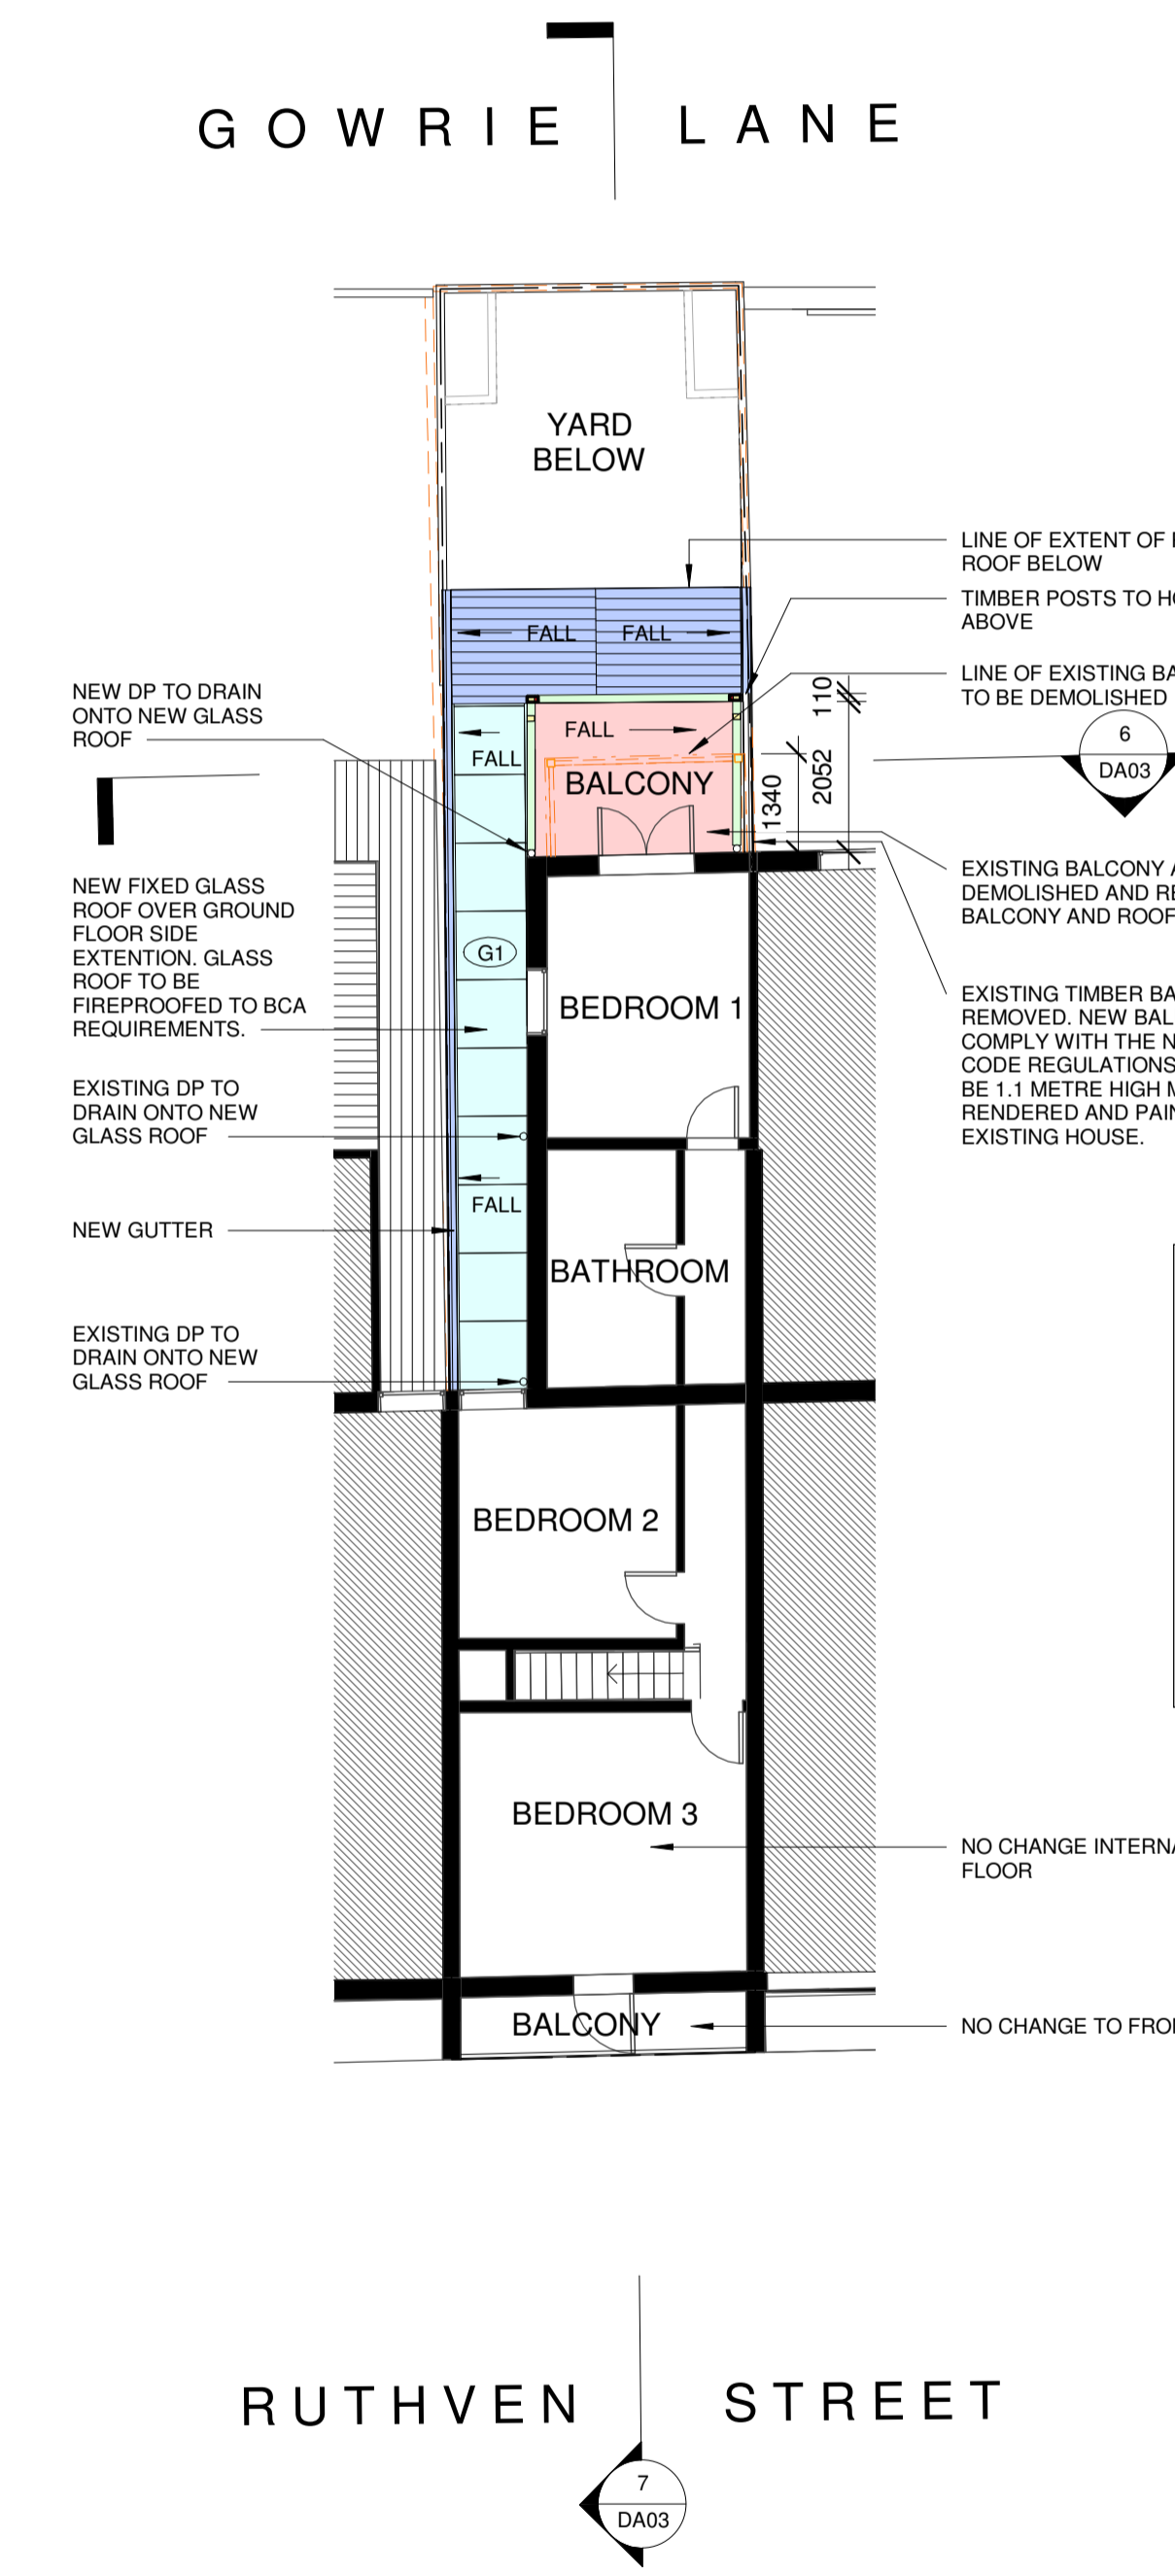 GOWRIE LANE
YARD
BELOW
LINE OF EXTENT OF
ROOF BELOW
TIMBER POSTS TO
ABOVE
LINE OF EXISTING
TO BE DEMOLISHED
FALL FALL
NEW DP TO DRAIN
ONTO NEW GLASS
ROOF
FALL
FALL
BALCONY
110
2052
1340
6
DA03
NEW FIXED GLASS
ROOF OVER GROUND
FLOOR SIDE
EXTENTION. GLASS
ROOF TO BE
FIREPROOFED TO BCA
REQUIREMENTS.
EXISTING BALCONY
DEMOLISHED AND
BALCONY AND ROOF
G1
BEDROOM 1
EXISTING TIMBER
REMOVED. NEW
COMPLY WITH THE
CODE REGULATIONS
BE 1.1 METRE HIGH
RENDERED AND
EXISTING HOUSE.
EXISTING DP TO
DRAIN ONTO NEW
GLASS ROOF
FALL
NEW GUTTER
BATHROOM
EXISTING DP TO
DRAIN ONTO NEW
GLASS ROOF
BEDROOM 2
BEDROOM 3
NO CHANGE
FLOOR
BALCONY
NO CHANGE TO
RUTHVEN STREET
7
DA03